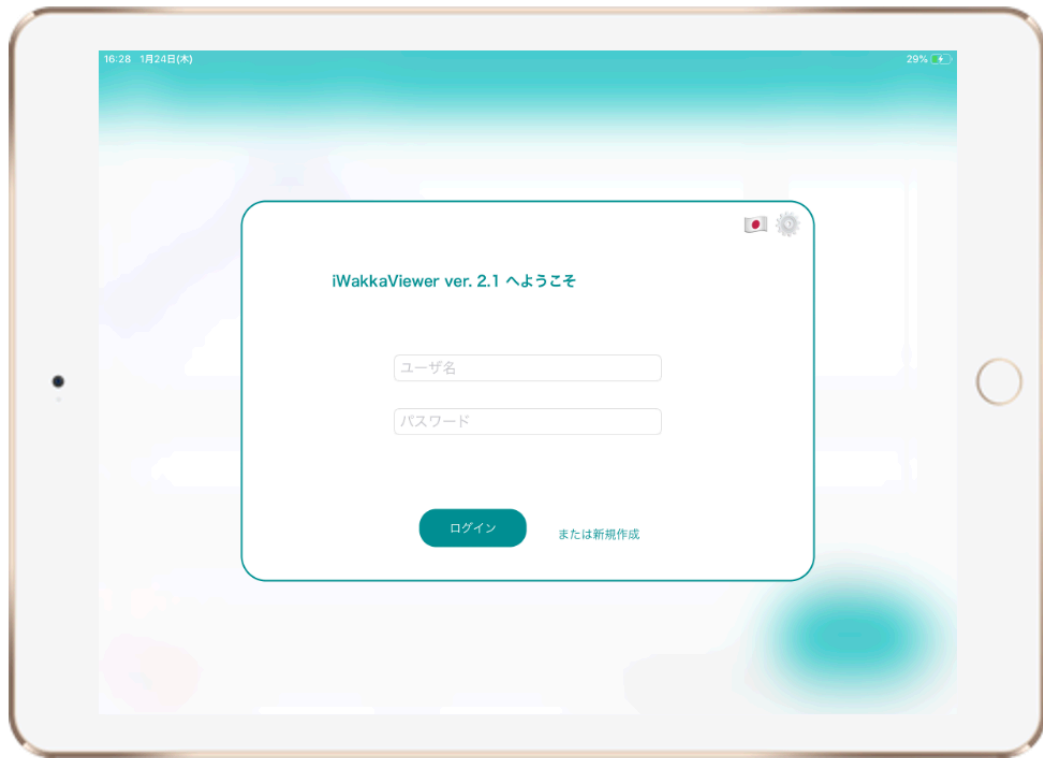 16:28 1月24日(木) 29%
iWakkaViewer ver. 2.1 へようこそ
ユーザ名
パスワード
ログイン
または新規作成